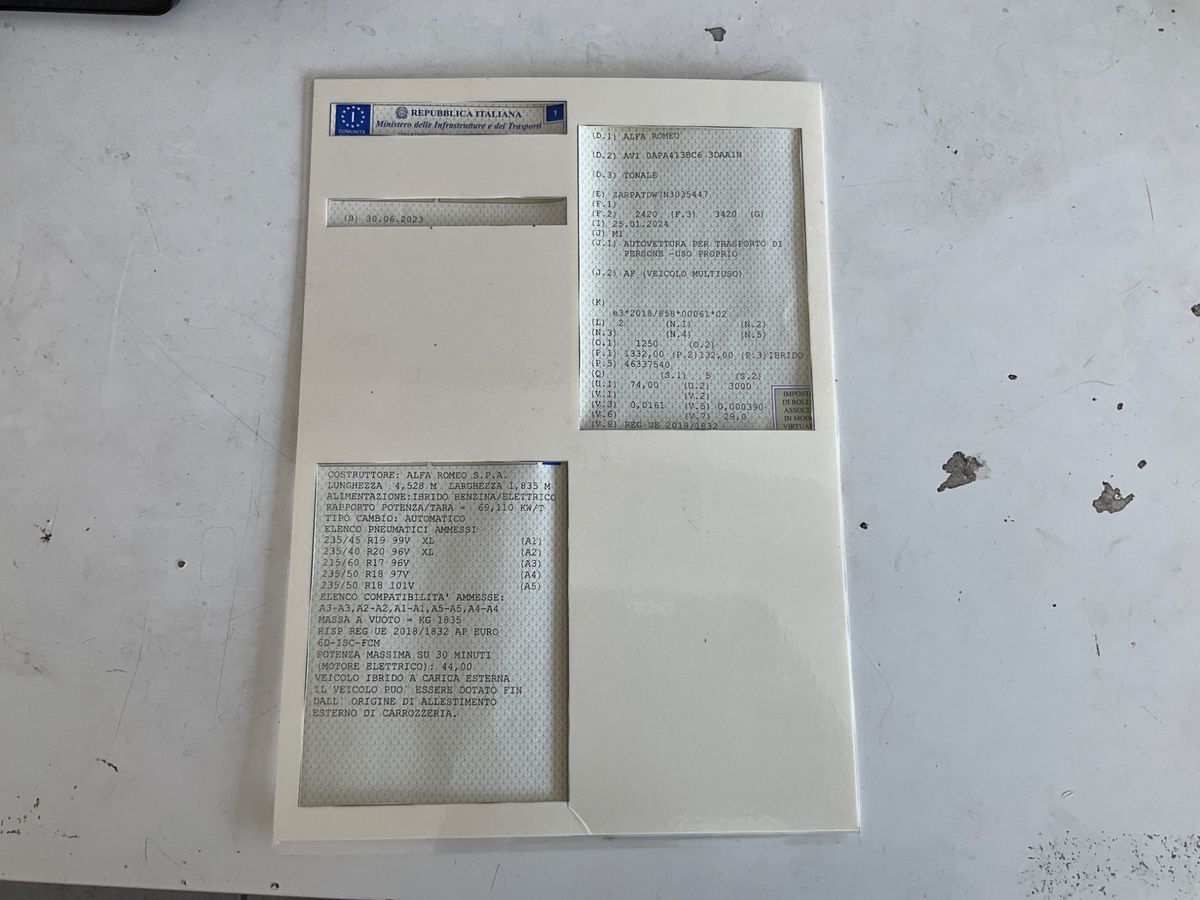 I
COMUNITÀ
REPUBBLICA ITALIANA
Ministero delle Infrastrutture e dei Trasporti
1
(B) 30.06.2023
(D.1) ALFA ROMEO
(D.2) AVI DAPA413BC6 3DAA1N
(D.3) TONALE
(E) ZARPATDW7N3035447
(F.1)
(F.2) 2420 (F.3) 3420 (G)
(I) 25.01.2024
(J) M1
(J.1) AUTOVETTURA PER TRASPORTO DI
PERSONE -USO PROPRIO
(J.2) AF (VEICOLO MULTIUSO)
(K)
e3*2018/858*00061*02
(L) 2 (N.1) (N.2)
(N.3) (N.4) (N.5)
(O.1) 1250 (O.2)
(P.1) 1332,00 (P.2)132,00 (P.3)IBRIDO
(P.5) 46337540
(Q) (S.1) 5 (S.2)
(U.1) 74,00 (U.2) 3000
(V.1) (V.2)
(V.3) 0,0161 (V.5) 0,000390
(V.6) (V.7) 29,0
(V.9) REG UE 2018/1832
IMPOST
DI BOLL
ASSOLT
IN MOD
VIRTUA
COSTRUTTORE: ALFA ROMEO S.P.A.
LUNGHEZZA 4,528 M LARGHEZZA 1,835 M
ALIMENTAZIONE:IBRIDO BENZINA/ELETTRICO
RAPPORTO POTENZA/TARA = 69,110 KW/T
TIPO CAMBIO: AUTOMATICO
ELENCO PNEUMATICI AMMESSI
235/45 R19 99V XL (A1)
235/40 R20 96V XL (A2)
215/60 R17 96V (A3)
235/50 R18 97V (A4)
235/50 R18 101V (A5)
ELENCO COMPATIBILITA' AMMESSE:
A3-A3,A2-A2,A1-A1,A5-A5,A4-A4
MASSA A VUOTO = KG 1835
RISP REG UE 2018/1832 AP EURO
6D-ISC-FCM
POTENZA MASSIMA SU 30 MINUTI
(MOTORE ELETTRICO): 44,00
VEICOLO IBRIDO A CARICA ESTERNA
IL VEICOLO PUO` ESSERE DOTATO FIN
DALL` ORIGINE DI ALLESTIMENTO
ESTERNO DI CARROZZERIA.